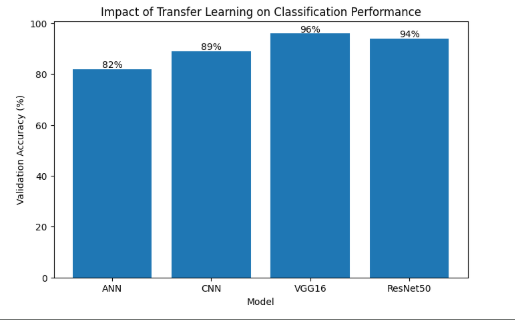 Impact of Transfer Learning on Classification Performance
100
80
60
40
20
0
Validation Accuracy (%)
82%
89%
96%
94%
ANN
CNN
VGG16
ResNet50
Model